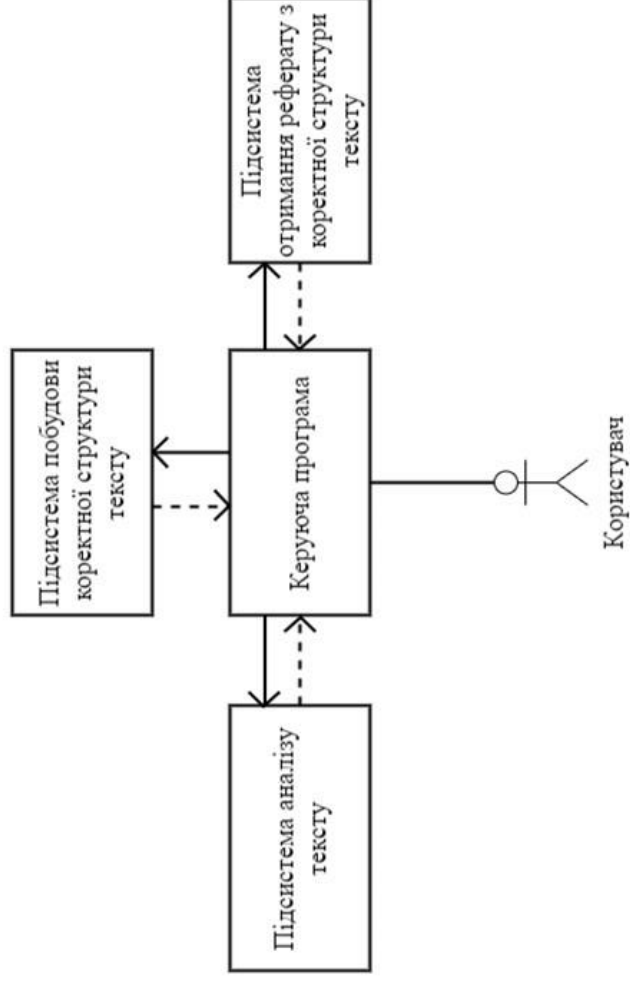 Підсистема побудови
коректної структури
тексту
Підсистема аналізу
тексту
Керуюча програма
Підсистема
отримання реферату з
коректної структури
тексту
Користувач